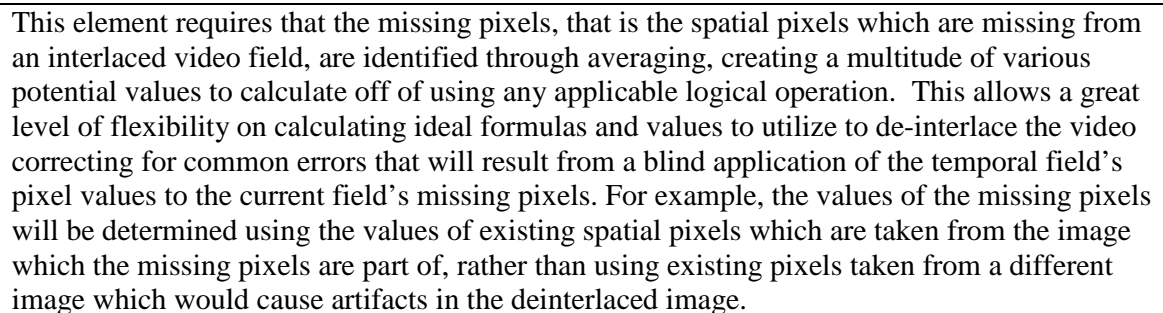 This element requires that the missing pixels, that is the spatial pixels which are missing from
an interlaced video field, are identified through averaging, creating a multitude of various
potential values to calculate off of using any applicable logical operation.  This allows a great
level of flexibility on calculating ideal formulas and values to utilize to de-interlace the video
correcting for common errors that will result from a blind application of the temporal field’s
pixel values to the current field’s missing pixels. For example, the values of the missing pixels
will be determined using the values of existing spatial pixels which are taken from the image
which the missing pixels are part of, rather than using existing pixels taken from a different
image which would cause artifacts in the deinterlaced image.